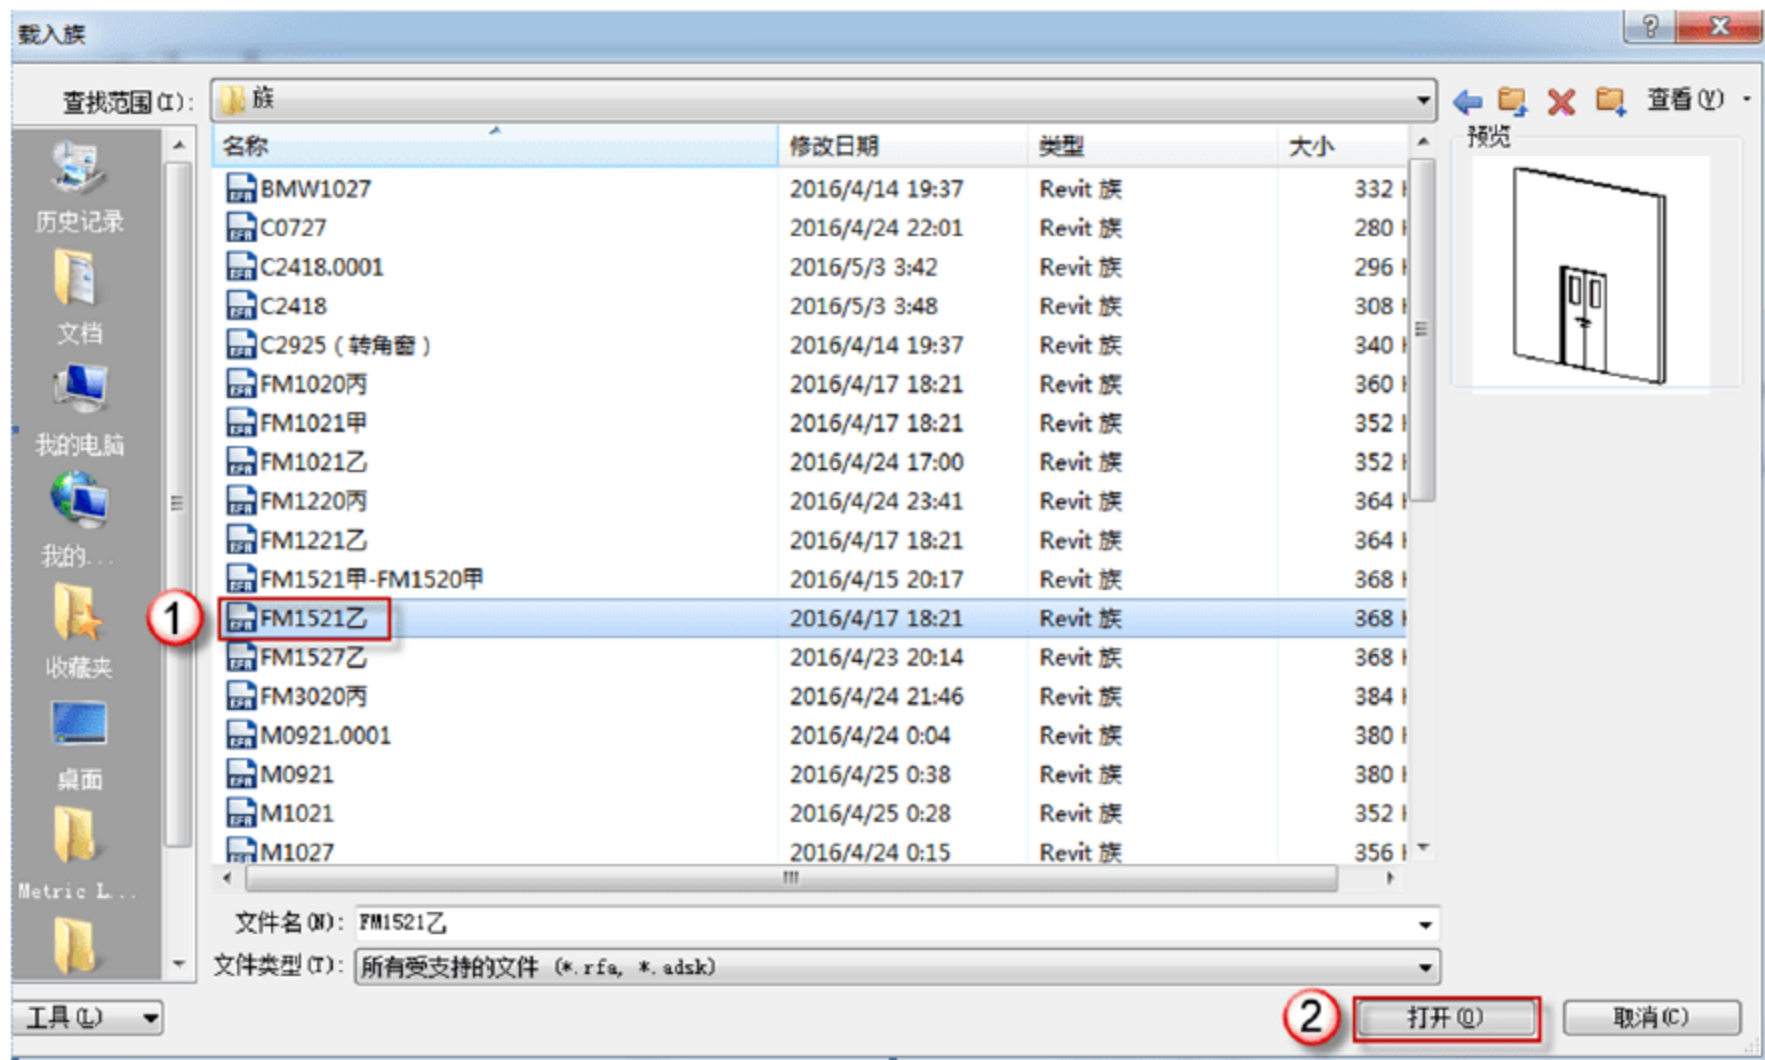 载入族
查找范围(I): 族 查看(V)
名称 修改日期 类型 大小 预览
BMW1027 2016/4/14 19:37 Revit 族 332
C0727 2016/4/24 22:01 Revit 族 280
C2418.0001 2016/5/3 3:42 Revit 族 296
C2418 2016/5/3 3:48 Revit 族 308
C2925（转角窗） 2016/4/14 19:37 Revit 族 340
FM1020丙 2016/4/17 18:21 Revit 族 360
FM1021甲 2016/4/17 18:21 Revit 族 352
FM1021乙 2016/4/24 17:00 Revit 族 352
FM1220丙 2016/4/24 23:41 Revit 族 364
FM1221乙 2016/4/17 18:21 Revit 族 364
FM1521甲-FM1520甲 2016/4/15 20:17 Revit 族 368
1 FM1521乙 2016/4/17 18:21 Revit 族 368
FM1527乙 2016/4/23 20:14 Revit 族 368
FM3020丙 2016/4/24 21:46 Revit 族 384
M0921.0001 2016/4/24 0:04 Revit 族 380
M0921 2016/4/25 0:38 Revit 族 380
M1021 2016/4/25 0:28 Revit 族 352
M1027 2016/4/24 0:15 Revit 族 356
历史记录
文档
我的电脑
我的...
收藏夹
桌面
Metric L...
文件名(N): FM1521乙
文件类型(T): 所有受支持的文件 (*.rfa, *.adsk)
工具(L) 2 打开(O) 取消(C)